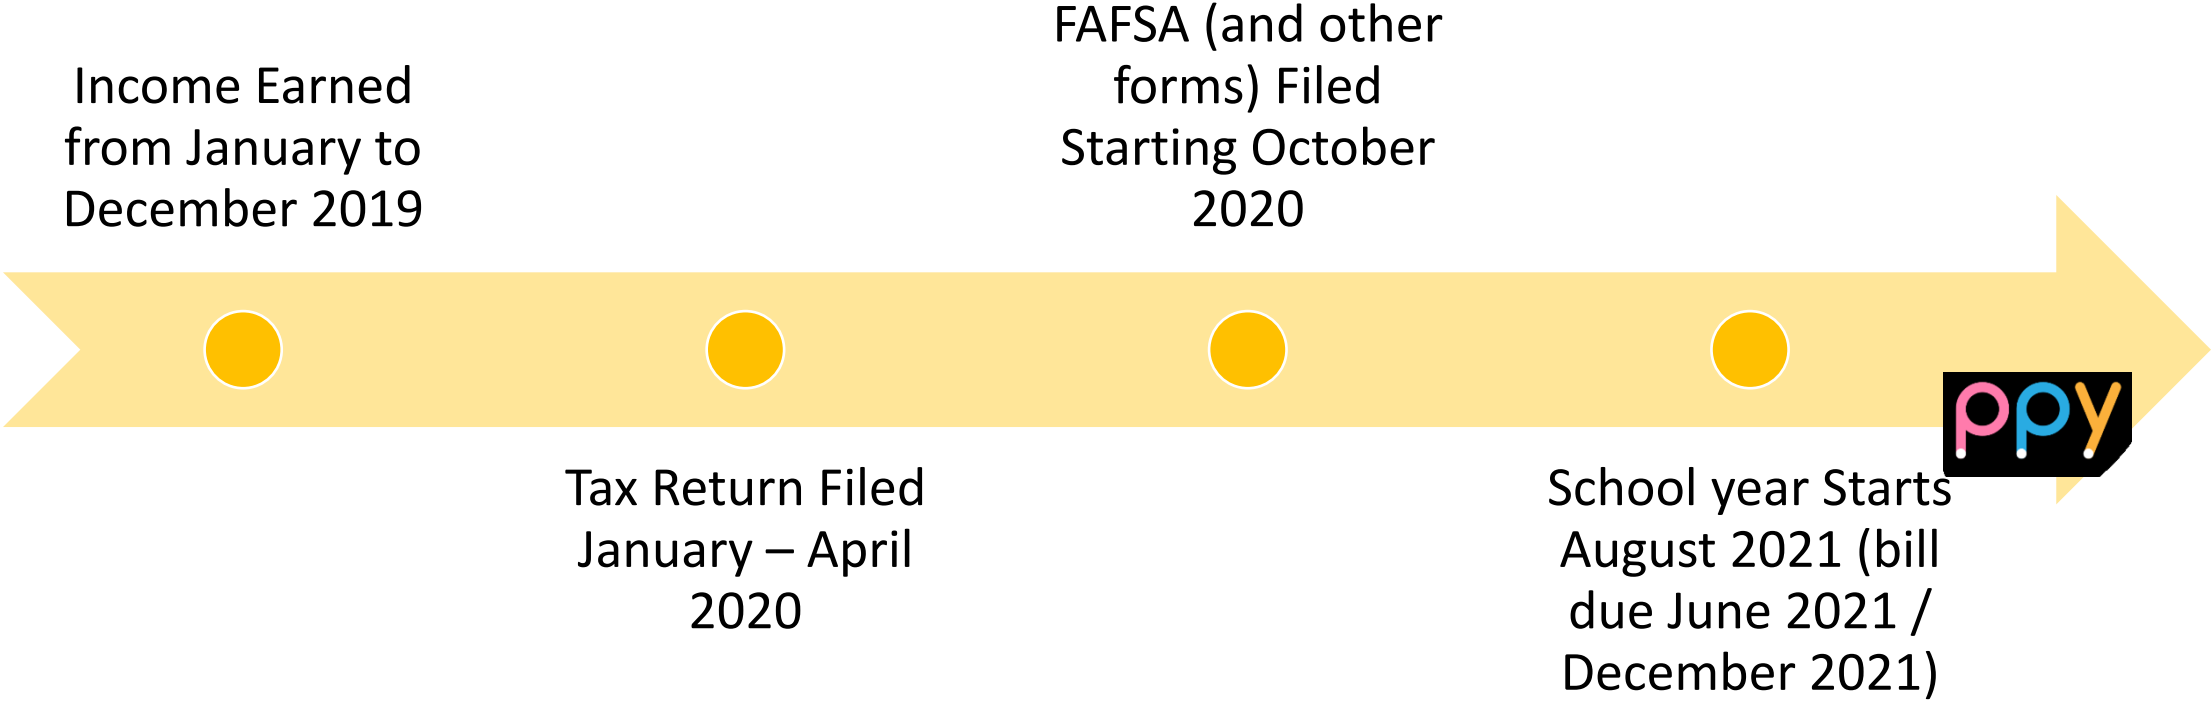 Income Earned
from January to
December 2019
Tax Return Filed
January – April
2020
FAFSA (and other
forms) Filed
Starting October
2020
School year Starts
August 2021 (bill
due June 2021 /
December 2021)
ppy